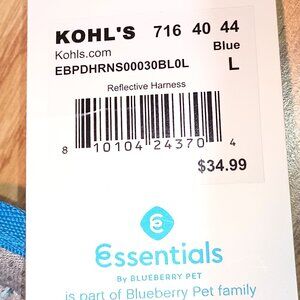 KOHL'S 716 40 44
Kohls.com Blue
EBPDHRNS00030BL0L L
Reflective Harness
8 10104 24370 4
$34.99
Essentials
BY BLUEBERRY PET
is part of Blueberry Pet family